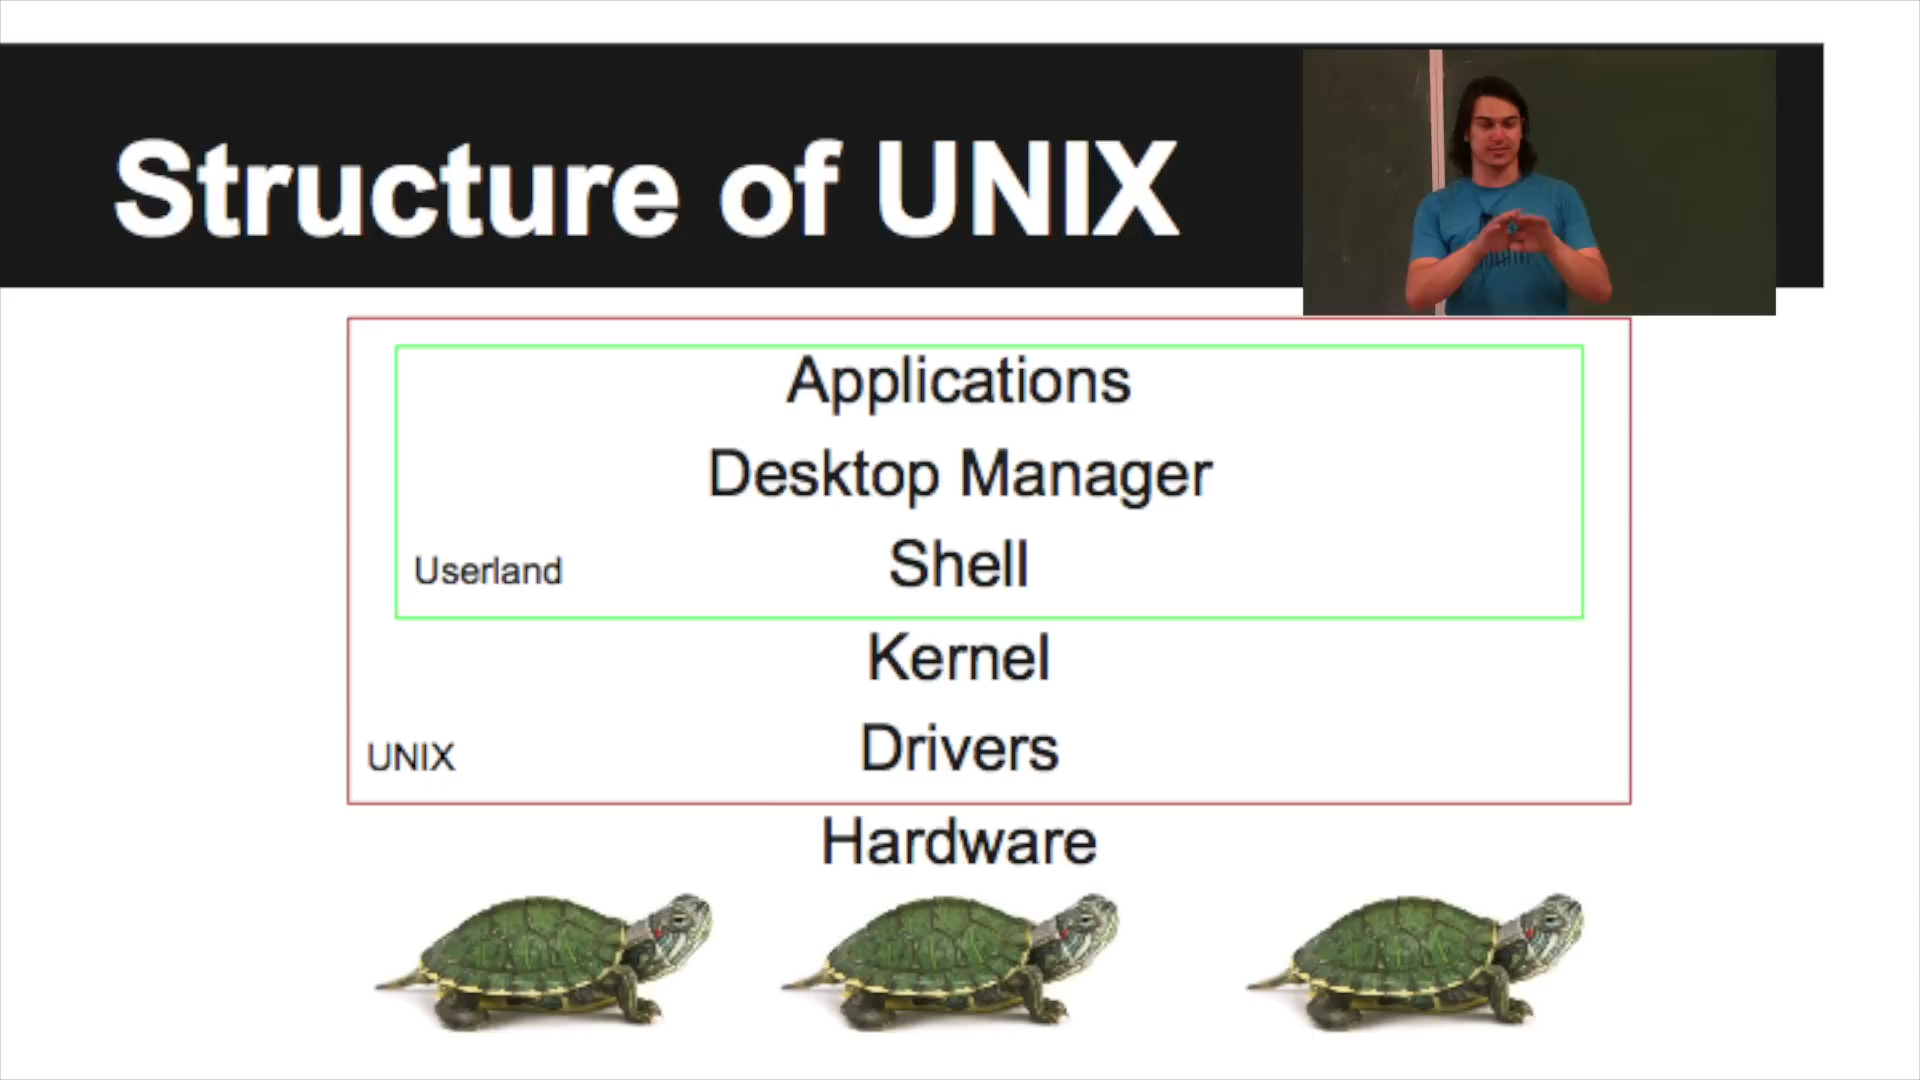 Structure of UNIX
Applications
Desktop Manager
Userland
Shell
Kernel
UNIX
Drivers
Hardware